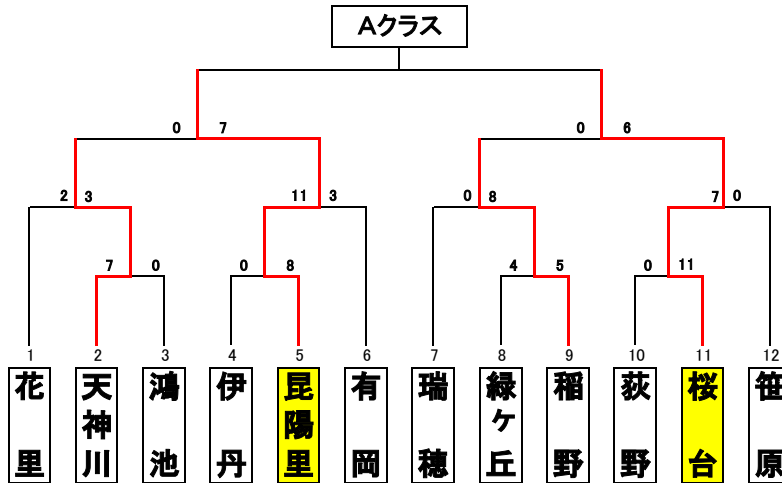 Aクラス
0 7 0 6
2 3 11 3 0 8 7 0
7 0 0 8 4 5 0 11
1 2 3 4 5 6 7 8 9 10 11 12
花里
天神川
鴻池
伊丹
昆陽里
有岡
瑞穂
緑ヶ丘
稲野
荻野
桜台
笹原